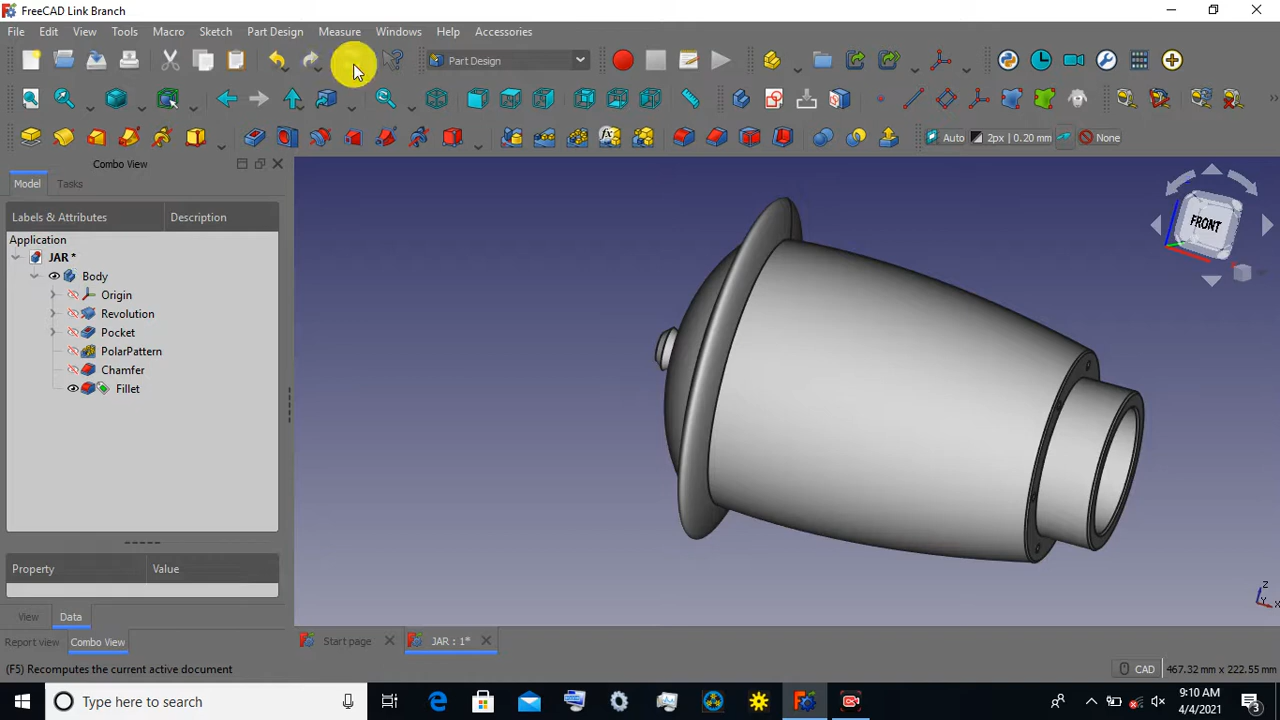 FreeCAD Link Branch
File Edit View Tools Macro Sketch Part Design Measure Windows Help Accessories
Part Design
Auto 2px | 0.20 mm None
Combo View
Model Tasks
Labels & Attributes Description
Application
JAR *
Body
Origin
Revolution
Pocket
PolarPattern
Chamfer
Fillet
FRONT
Property Value
View Data
Z
Y X
Report view Combo View
Start page JAR : 1*
(F5) Recomputes the current active document
CAD 467.32 mm × 222.55 mm
Type here to search
9:10 AM
4/4/2021
3